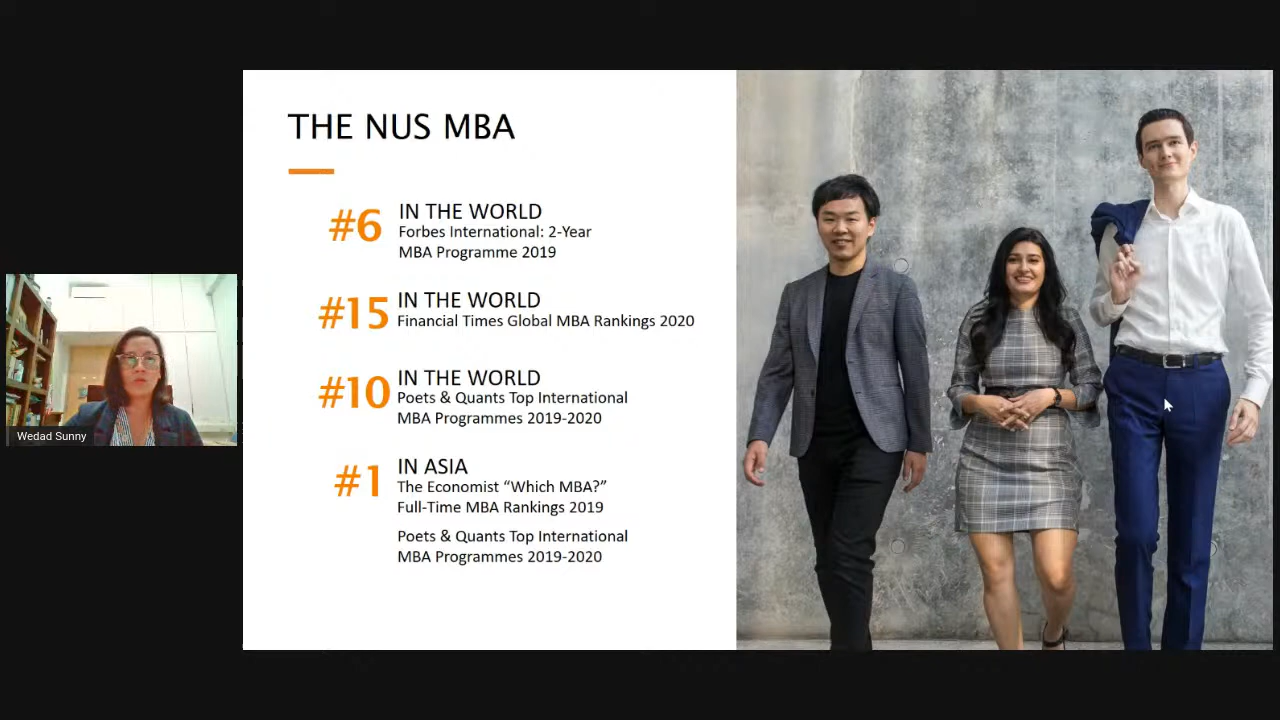 THE NUS MBA
#6
IN THE WORLD
Forbes International: 2-Year
MBA Programme 2019
#15
IN THE WORLD
Financial Times Global MBA Rankings 2020
#10
IN THE WORLD
Poets & Quants Top International
MBA Programmes 2019-2020
#1
IN ASIA
The Economist “Which MBA?”
Full-Time MBA Rankings 2019
Poets & Quants Top International
MBA Programmes 2019-2020
Wedad Sunny